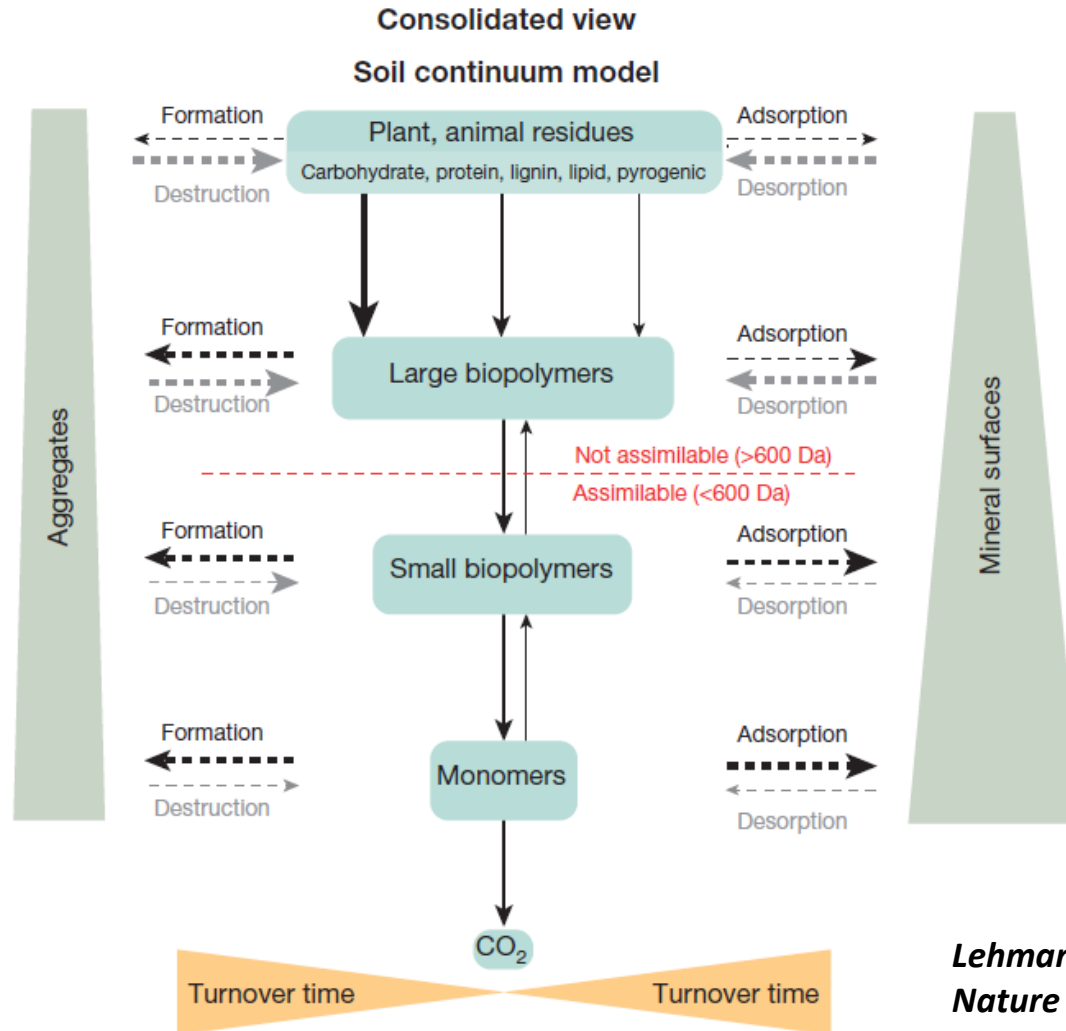 Consolidated view
Soil continuum model
Formation
Plant, animal residues
Adsorption
Destruction
Carbohydrate, protein, lignin, lipid, pyrogenic
Desorption
Formation
Large biopolymers
Adsorption
Destruction
Desorption
Aggregates
Not assimilable (>600 Da)
Assimilable (<600 Da)
Mineral surfaces
Formation
Small biopolymers
Adsorption
Destruction
Desorption
Formation
Monomers
Adsorption
Destruction
Desorption
CO₂
Turnover time
Turnover time
Lehmar
Nature